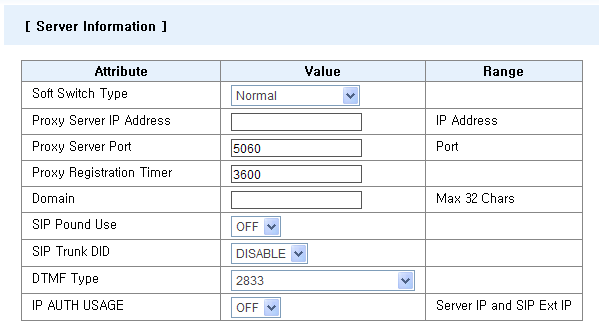 [ Server Information ]
Attribute Value Range
Soft Switch Type Normal
Proxy Server IP Address IP Address
Proxy Server Port 5060 Port
Proxy Registration Timer 3600
Domain Max 32 Chars
SIP Pound Use OFF
SIP Trunk DID DISABLE
DTMF Type 2833
IP AUTH USAGE OFF Server IP and SIP Ext IP